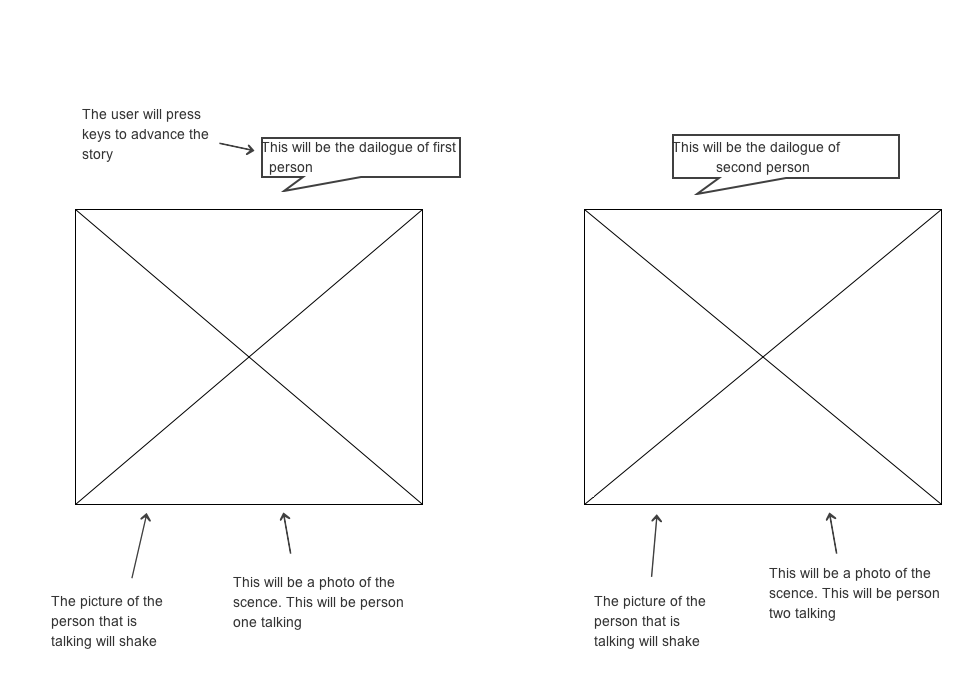 The user will press
keys to advance the
story
This will be the dailogue of first
person
This will be the dailogue of
second person
The picture of the
person that is
talking will shake
This will be a photo of the
scence. This will be person
one talking
The picture of the
person that is
talking will shake
This will be a photo of the
scence. This will be person
two talking